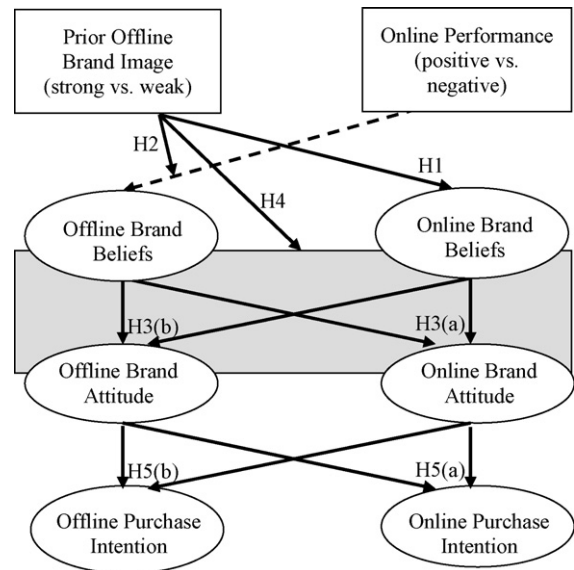 Prior Offline
Brand Image
(strong vs. weak)
Online Performance
(positive vs.
negative)
H2
H1
H4
Offline Brand
Beliefs
Online Brand
Beliefs
H3(b)
H3(a)
Offline Brand
Attitude
Online Brand
Attitude
H5(b)
H5(a)
Offline Purchase
Intention
Online Purchase
Intention